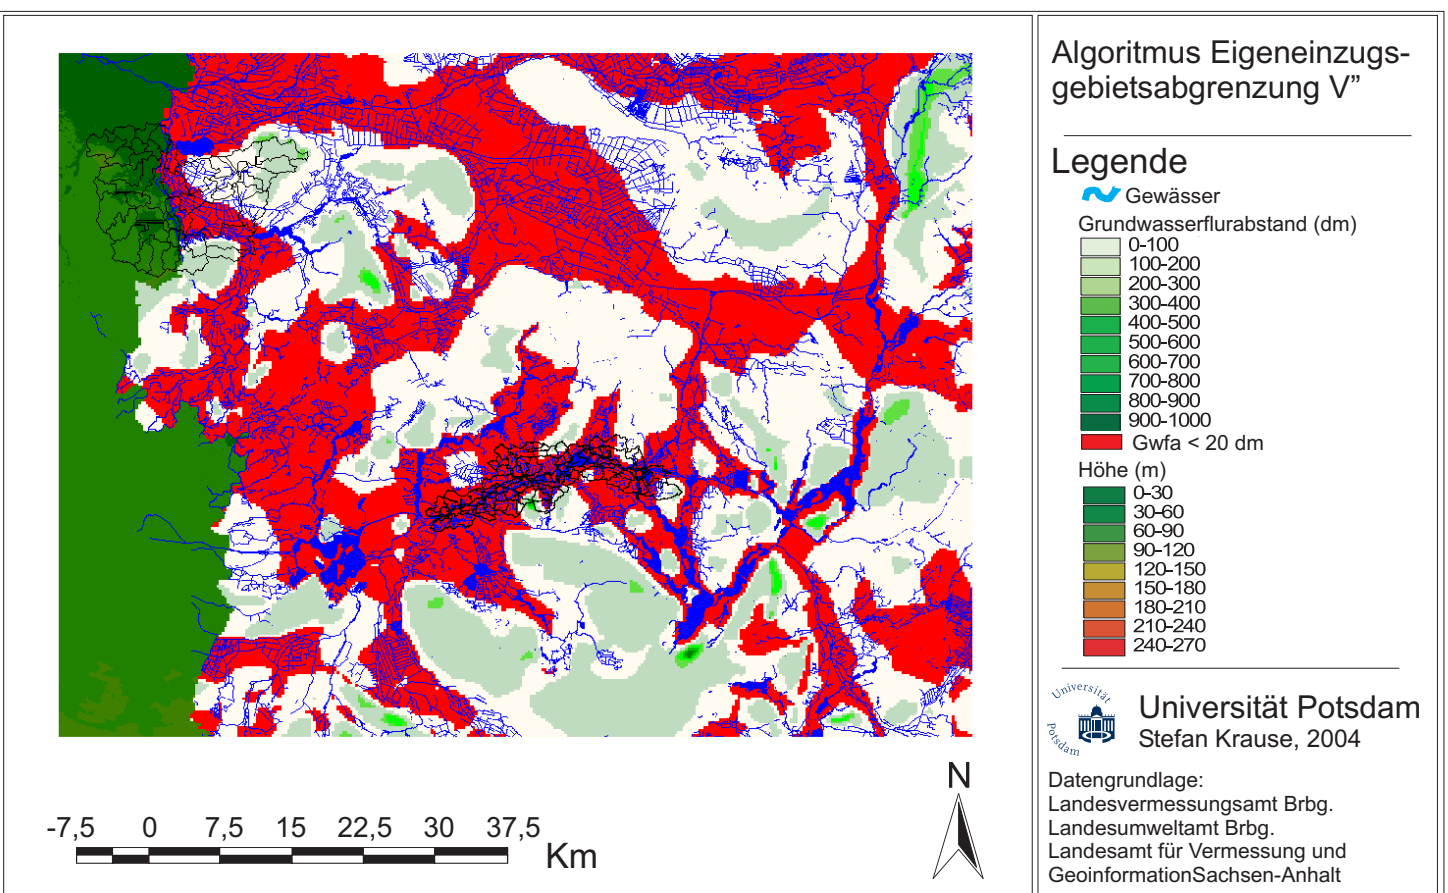 Algoritmus Eigeneinzugs-
gebietsabgrenzung V”
Legende
Gewässer
Grundwasserflurabstand (dm)
0-100
100-200
200-300
300-400
400-500
500-600
600-700
700-800
800-900
900-1000
Gwfa < 20 dm
Höhe (m)
0-30
30-60
60-90
90-120
120-150
150-180
180-210
210-240
240-270
Universität
Potsdam
Universität Potsdam
Stefan Krause, 2004
Datengrundlage:
Landesvermessungsamt Brbg.
Landesumweltamt Brbg.
Landesamt für Vermessung und
GeoinformationSachsen-Anhalt
N
-7,5 0 7,5 15 22,5 30 37,5
Km